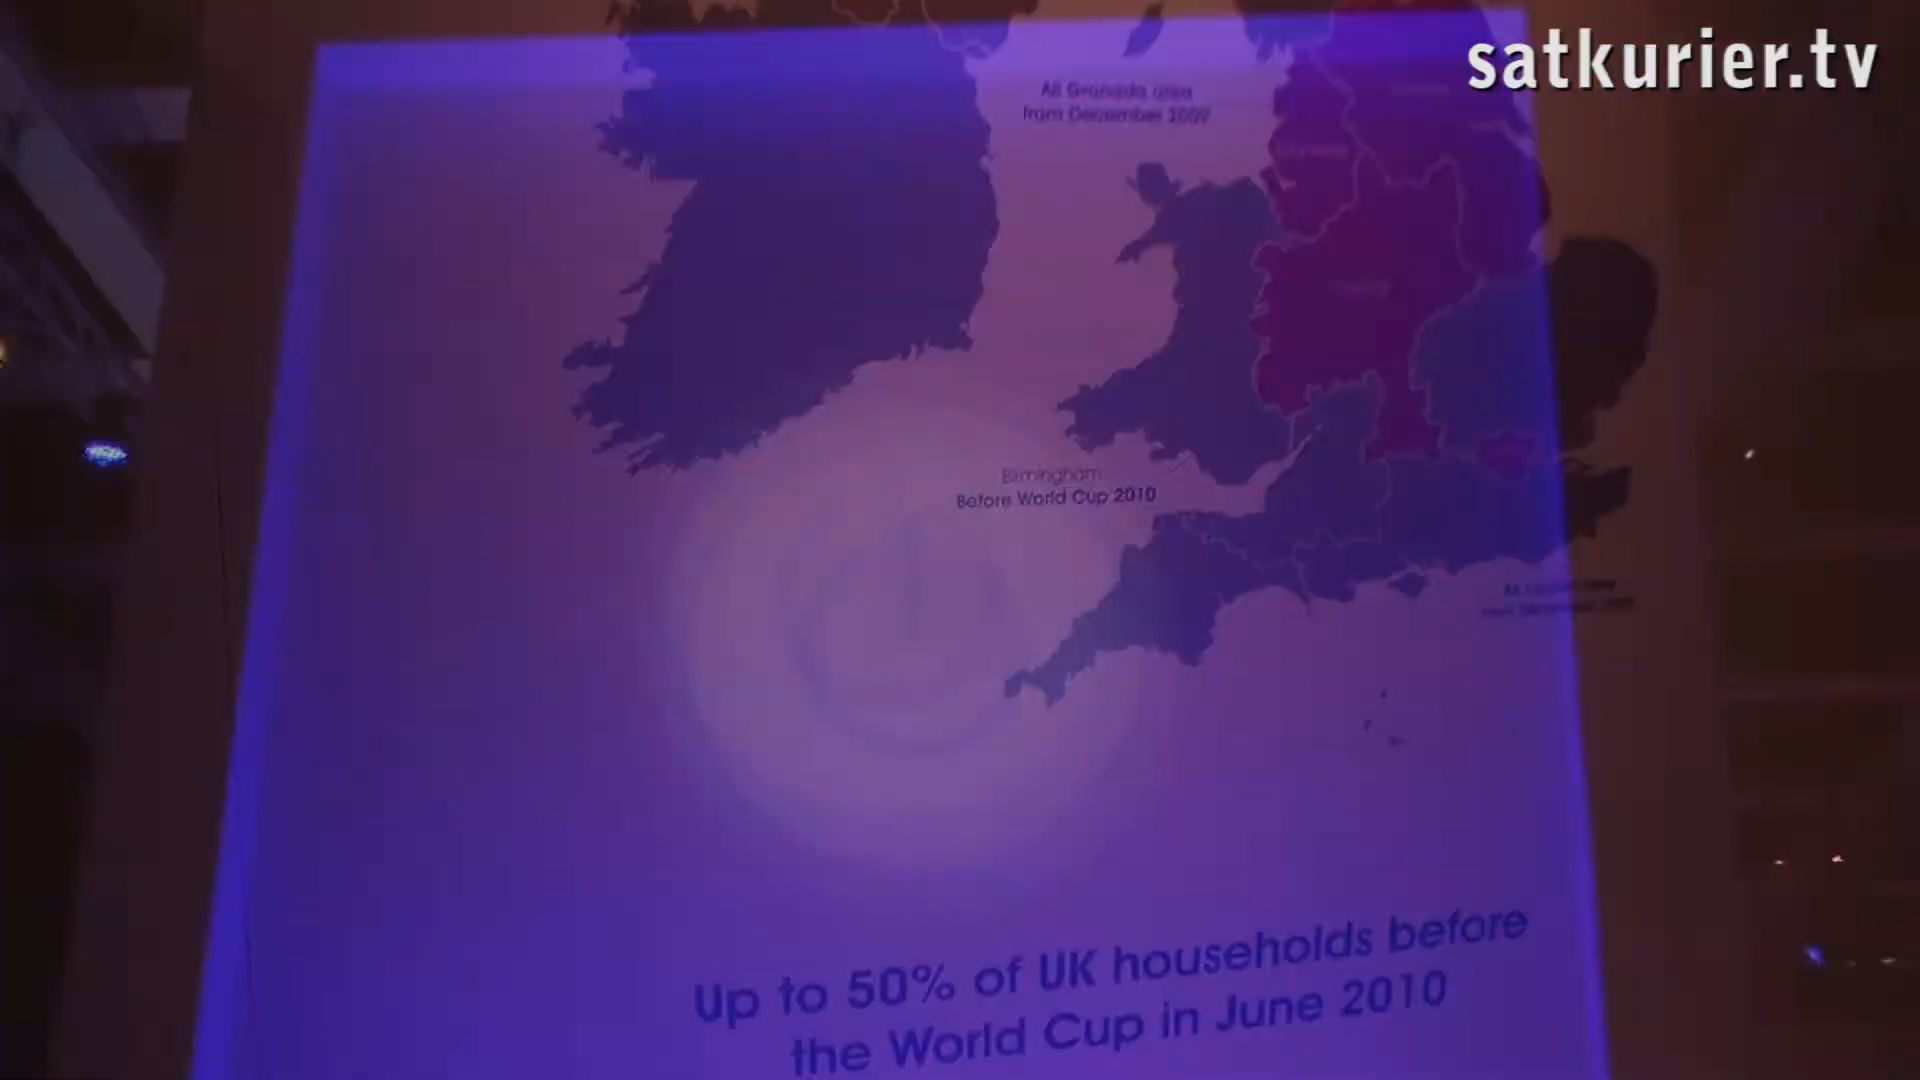 satkurier.tv
All Granada area
from December 2009
Birmingham
Before World Cup 2010
Up to 50% of UK households before
the World Cup in June 2010